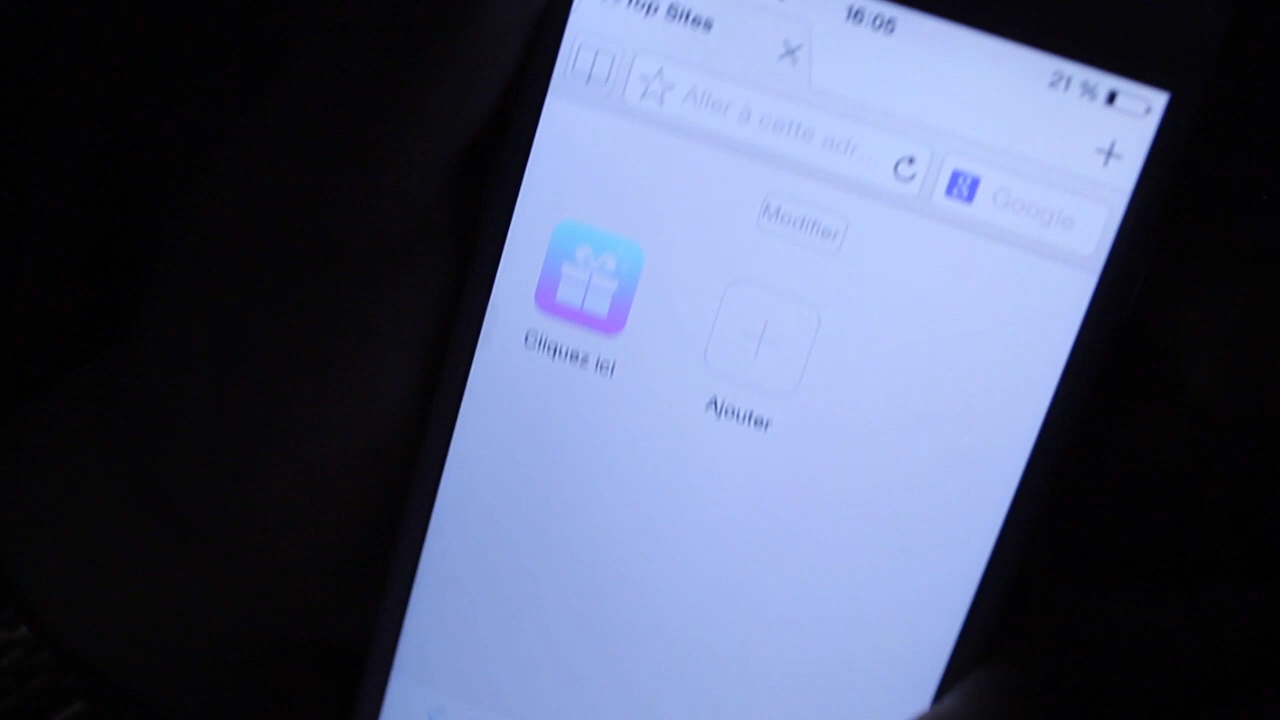 16:05
21 %
Top Sites
Aller à cette adr...
g Google
Modifier
Cliquez ici
Ajouter